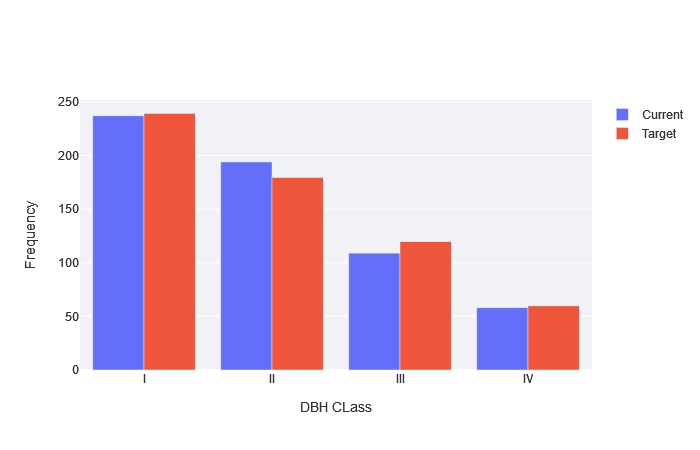 250
200
150
100
50
0
Frequency
I
II
III
IV
DBH CLass
Current
Target